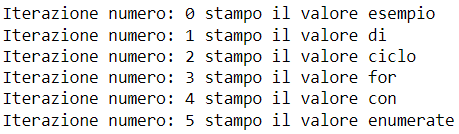 Iterazione numero: 0 stampo il valore esempio
Iterazione numero: 1 stampo il valore di
Iterazione numero: 2 stampo il valore ciclo
Iterazione numero: 3 stampo il valore for
Iterazione numero: 4 stampo il valore con
Iterazione numero: 5 stampo il valore enumerate